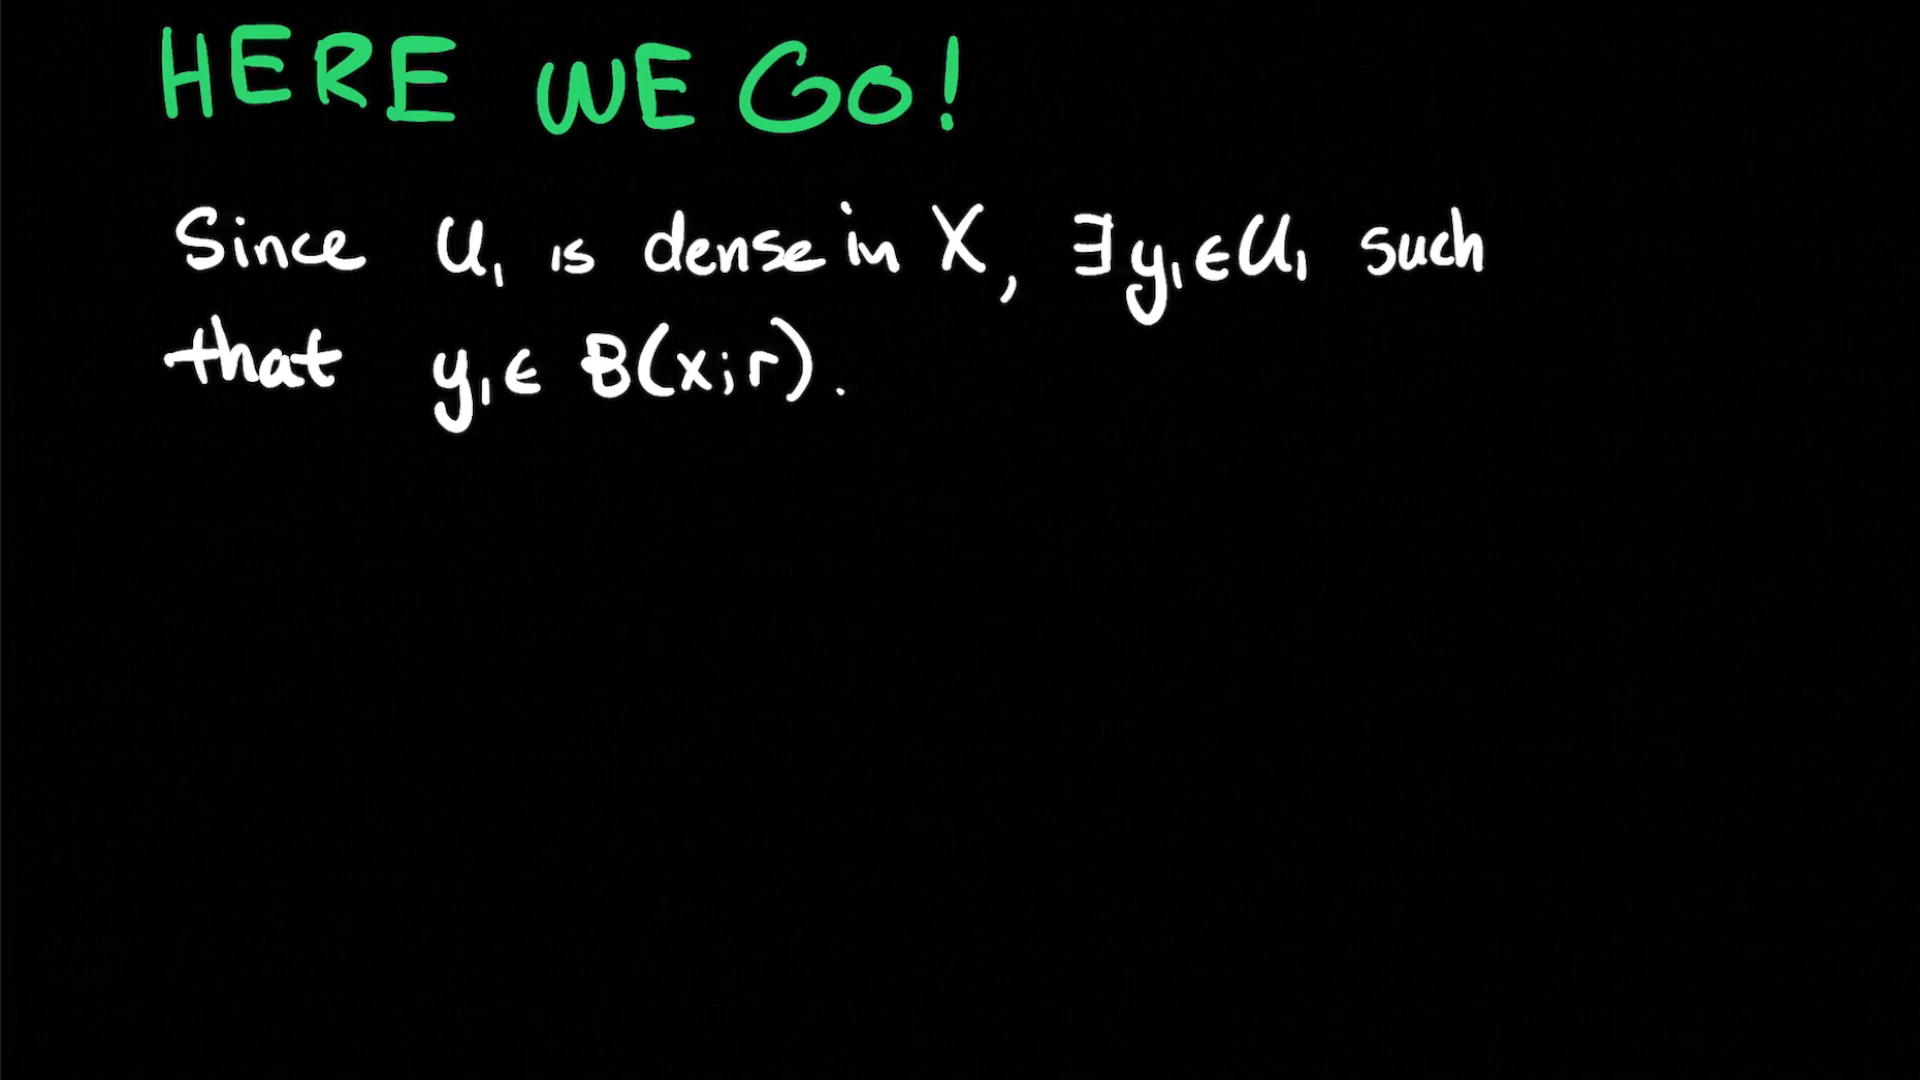 HERE WE GO!
Since U₁ is dense in X, ∃ y₁ ∈ U₁ such
that y₁ ∈ B(x;r).